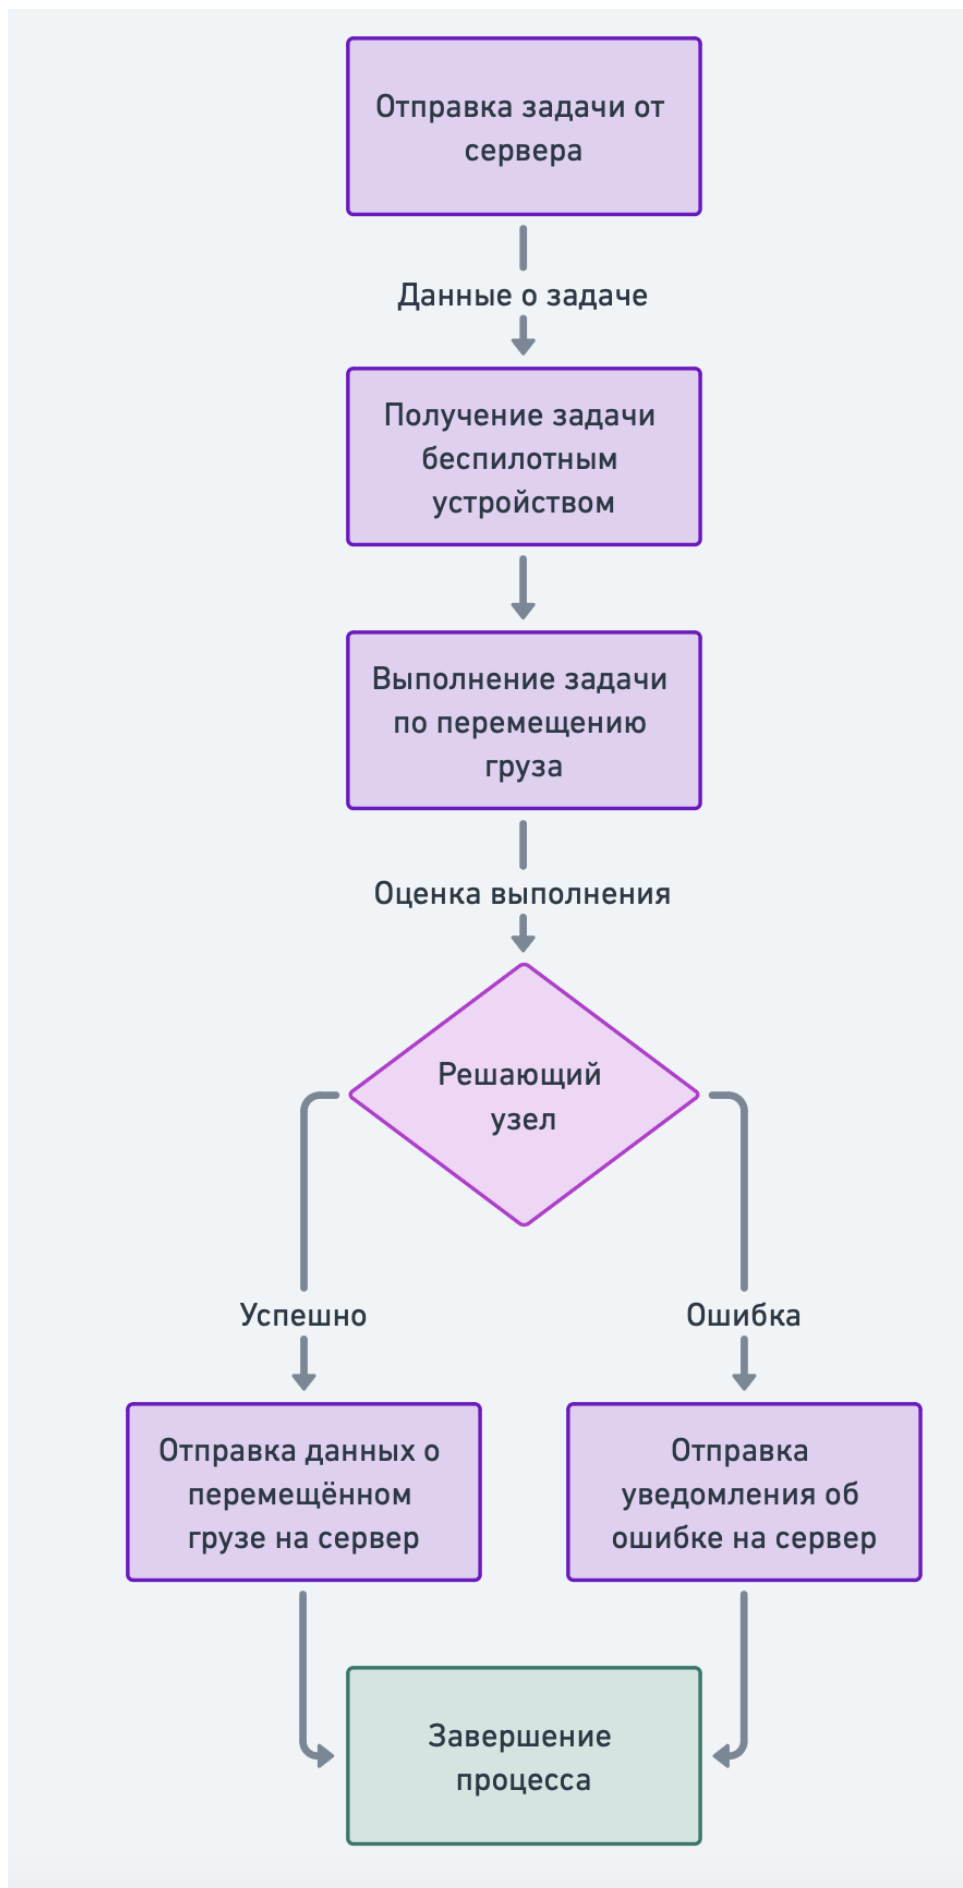 Отправка задачи от
сервера
Данные о задаче
Получение задачи
беспилотным
устройством
Выполнение задачи
по перемещению
груза
Оценка выполнения
Решающий
узел
Успешно
Ошибка
Отправка данных о
перемещённом
грузе на сервер
Отправка
уведомления об
ошибке на сервер
Завершение
процесса